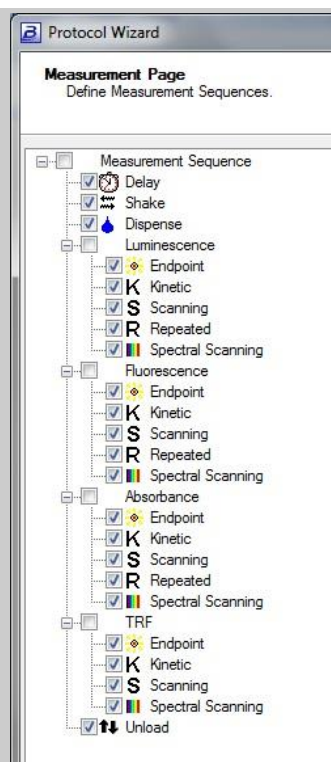 Protocol Wizard
Measurement Page
Define Measurement Sequences.
Measurement Sequence
Delay
Shake
Dispense
Luminescence
Endpoint
K Kinetic
S Scanning
R Repeated
Spectral Scanning
Fluorescence
Endpoint
K Kinetic
S Scanning
R Repeated
Spectral Scanning
Absorbance
Endpoint
K Kinetic
S Scanning
R Repeated
Spectral Scanning
TRF
Endpoint
K Kinetic
S Scanning
Spectral Scanning
Unload